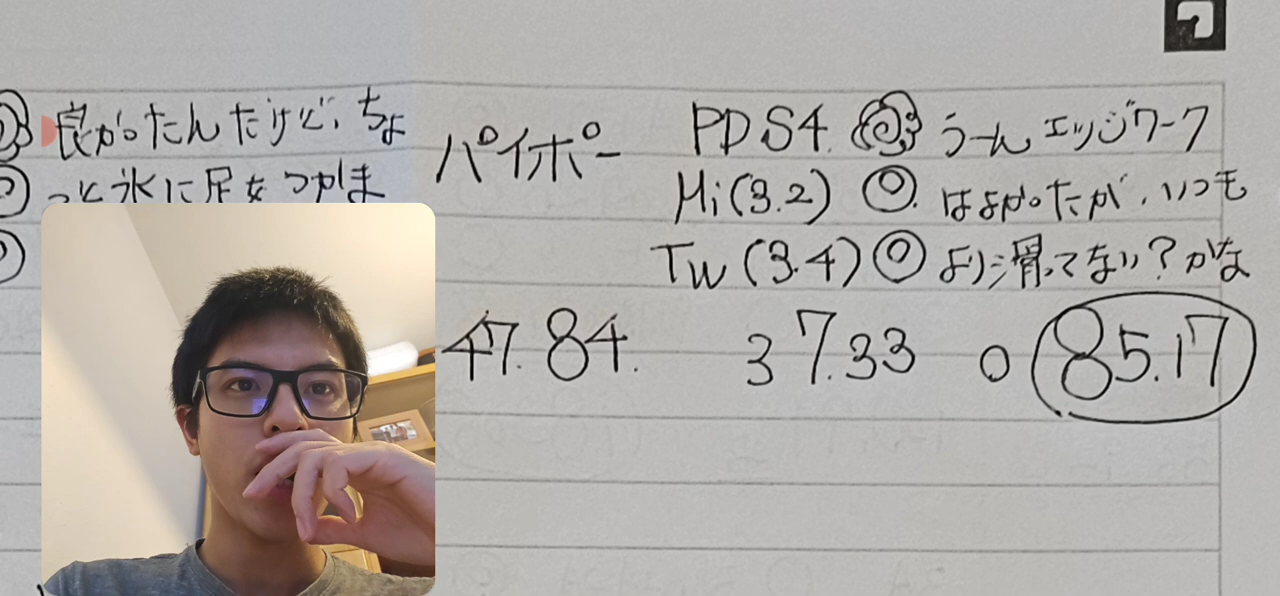 良かったんだけど、ちょ
っと氷に足をつかま
パイポー
PDS4. うーんエッジワーク
Mi(3.2) ◎. はよかったが、いつも
TW (3.4) ◎ より滑ってない?かな
47.84. 37.33 0 85.17